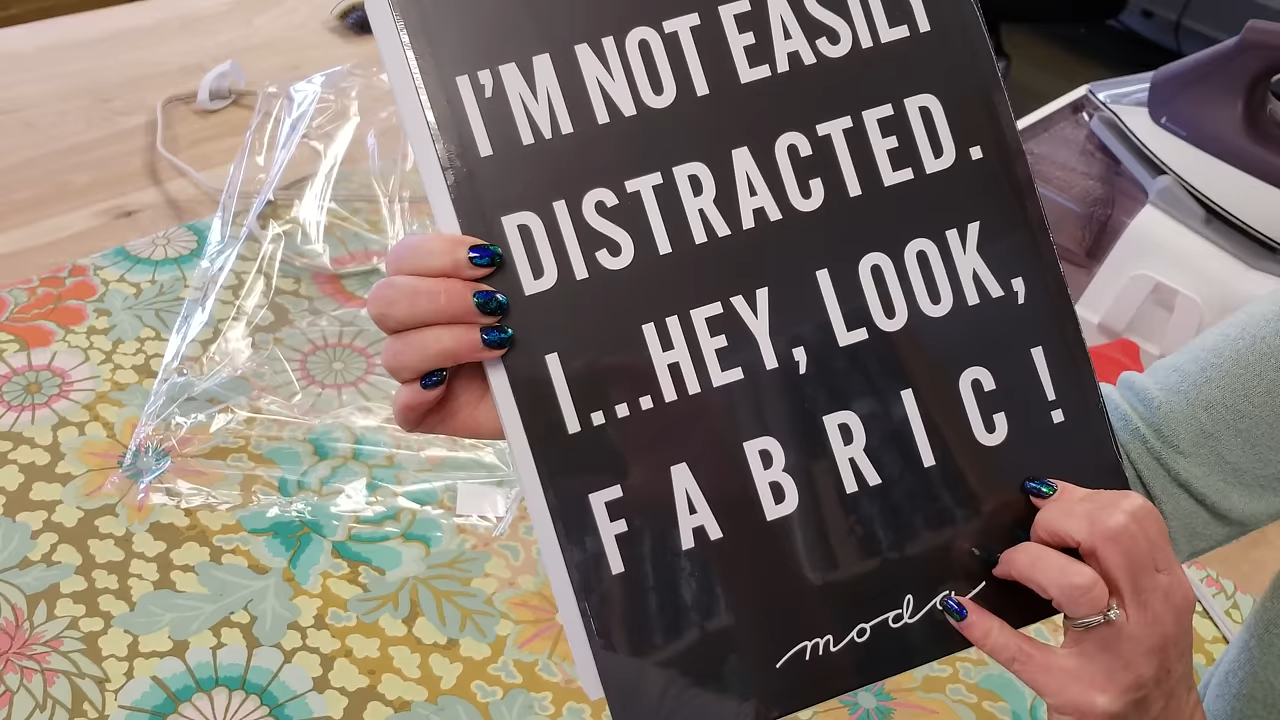 I'M NOT EASILY
DISTRACTED.
I...HEY, LOOK,
FABRIC!
moda